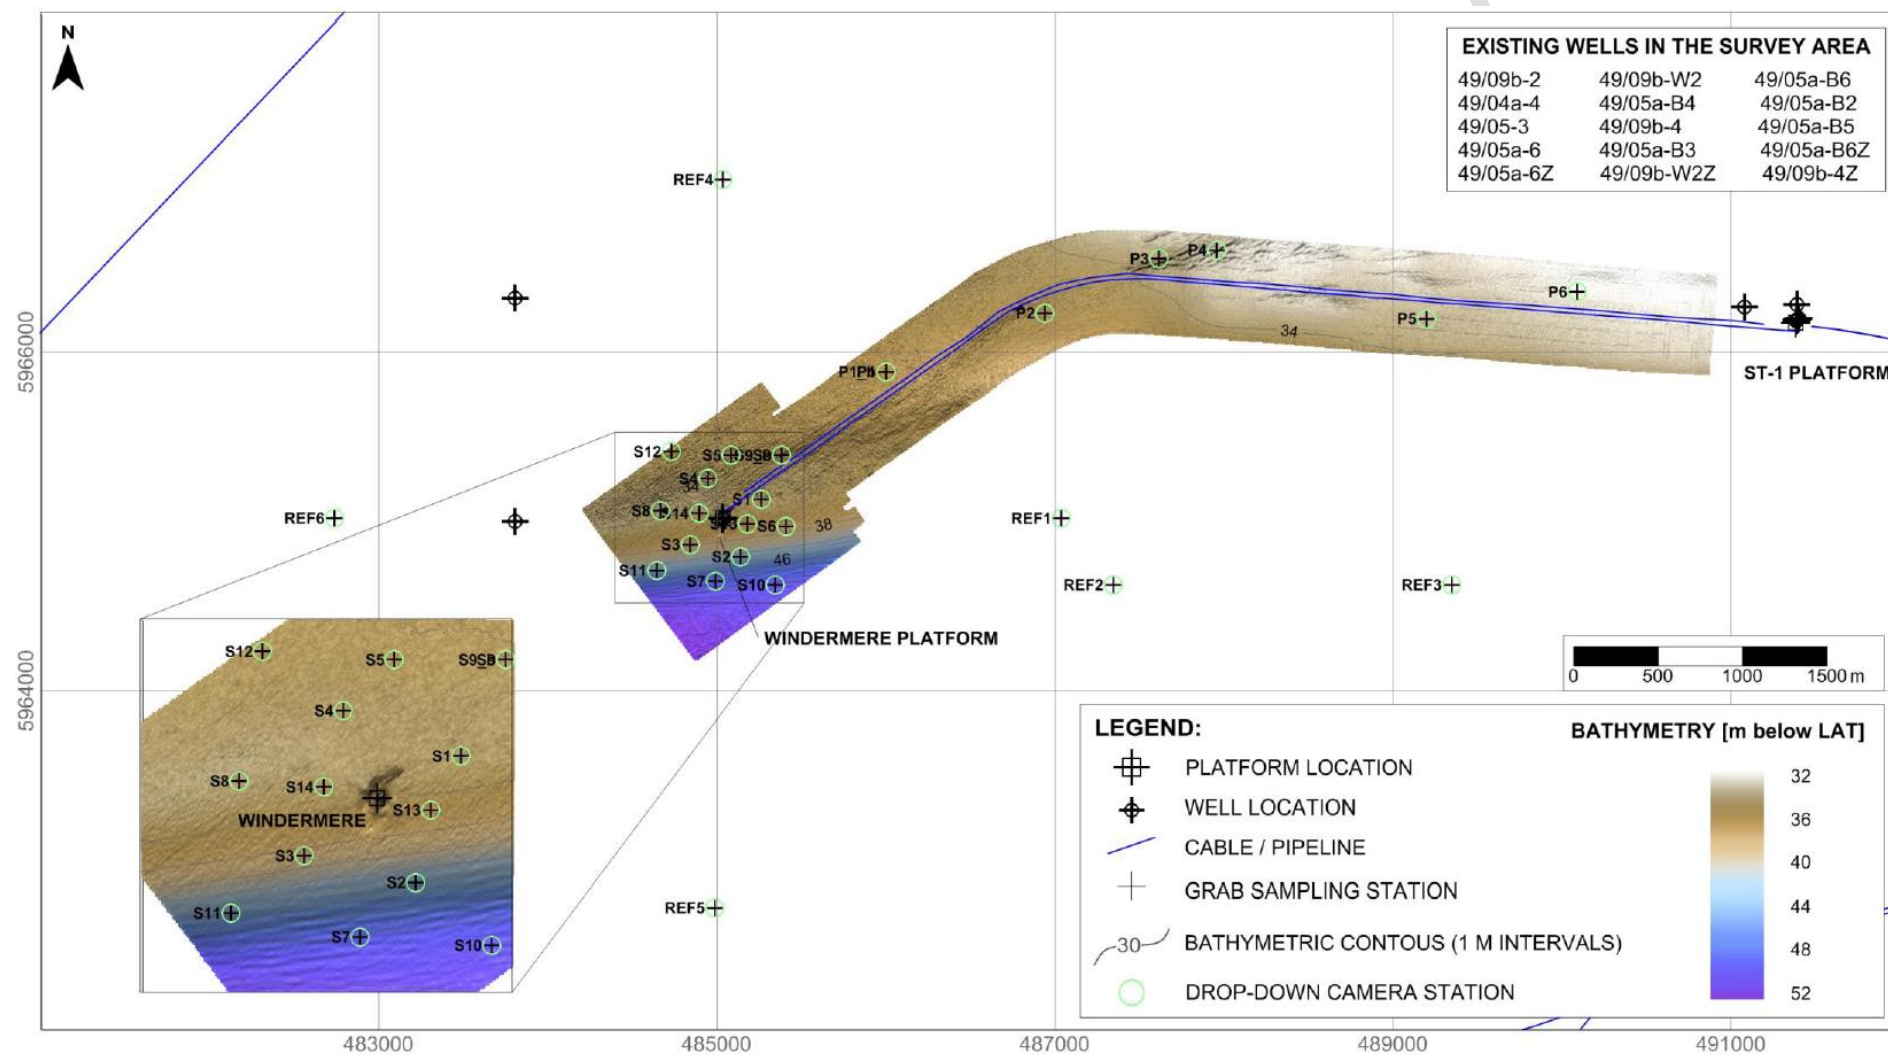 N
EXISTING WELLS IN THE SURVEY AREA
49/09b-2 49/09b-W2 49/05a-B6
49/04a-4 49/05a-B4 49/05a-B2
49/05-3 49/09b-4 49/05a-B5
49/05a-6 49/05a-B3 49/05a-B6Z
49/05a-6Z 49/09b-W2Z 49/09b-4Z
REF4
P4
P3
P6
P2
P5
34
5966000
ST-1 PLATFORM
S12
S5
S4
34
S1
S8
S6
38
REF6
REF1
S3
S2
46
S11
S7
S10
REF2
REF3
WINDERMERE PLATFORM
S12
S5
S4
S1
S8
S14
S13
WINDERMERE
S3
S2
S11
S7
S10
5964000
0 500 1000 1500 m
REF5
LEGEND:
PLATFORM LOCATION
WELL LOCATION
CABLE / PIPELINE
GRAB SAMPLING STATION
30
BATHYMETRIC CONTOUS (1 M INTERVALS)
DROP-DOWN CAMERA STATION
BATHYMETRY [m below LAT]
32
36
40
44
48
52
483000 485000 487000 489000 491000